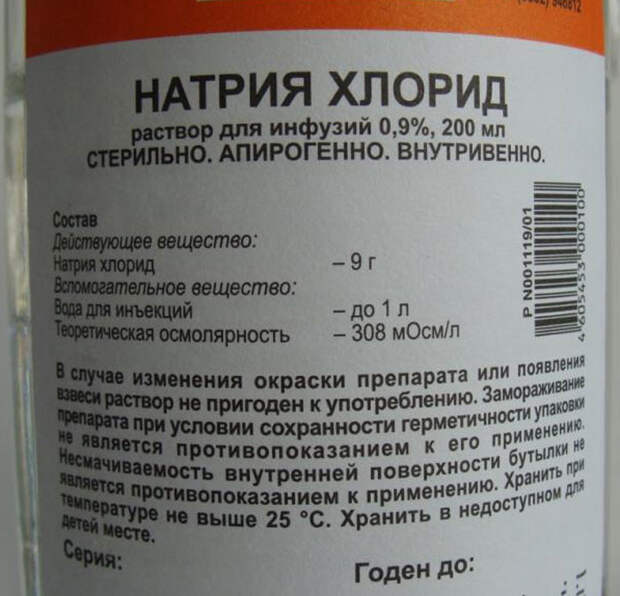 НАТРИЯ ХЛОРИД
раствор для инфузий 0,9%, 200 мл
СТЕРИЛЬНО. АПИРОГЕННО. ВНУТРИВЕННО.
Состав
Действующее вещество:
Натрия хлорид – 9 г
Вспомогательное вещество:
Вода для инъекций – до 1 л
Теоретическая осмолярность – 308 мОсм/л
Р N001119/01
4 605453 000100
В случае изменения окраски препарата или появления
взвеси раствор не пригоден к употреблению. Замораживание
препарата при условии сохранности герметичности упаковки
не является противопоказанием к его применению.
Несмачиваемость внутренней поверхности бутылки не
является противопоказанием к применению. Хранить при
температуре не выше 25 °С. Хранить в недоступном для
детей месте.
Серия:
Годен до: